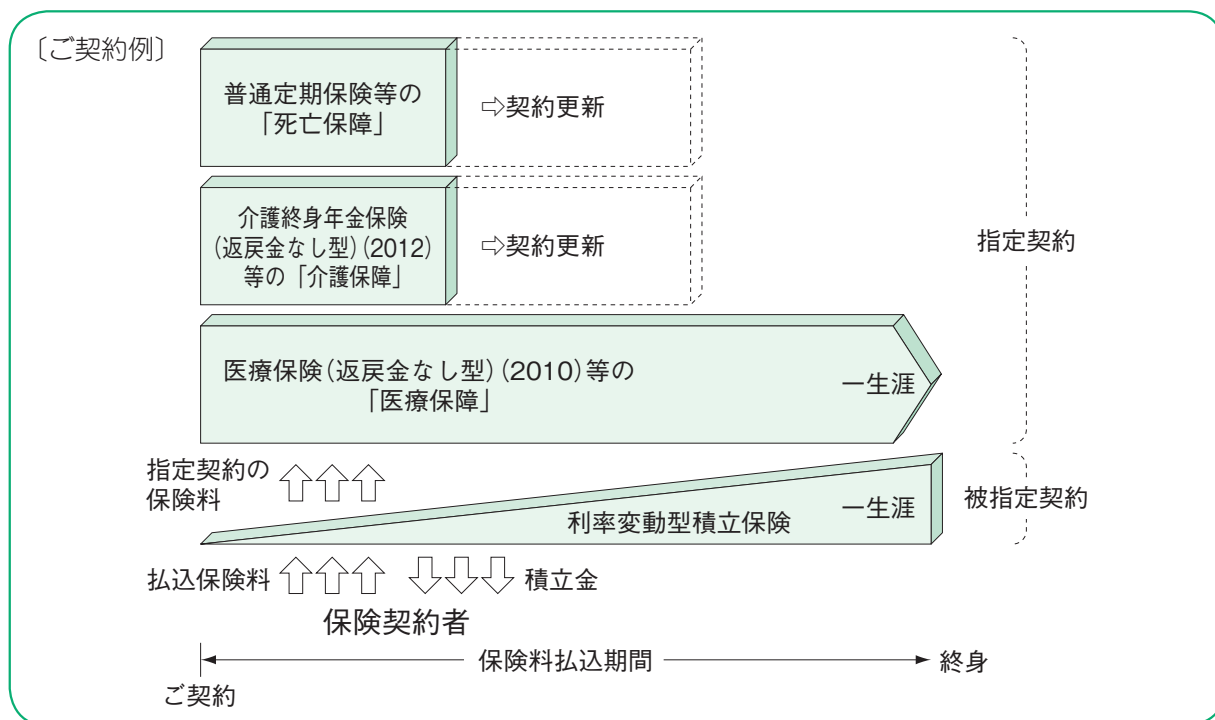 〔ご契約例〕
普通定期保険等の
「死亡保障」
⇨契約更新
介護終身年金保険
(返戻金なし型)(2012)
等の「介護保障」
⇨契約更新
指定契約
医療保険(返戻金なし型)(2010)等の
「医療保障」
一生涯
指定契約の
保険料
利率変動型積立保険
一生涯
被指定契約
払込保険料
積立金
保険契約者
保険料払込期間
終身
ご契約